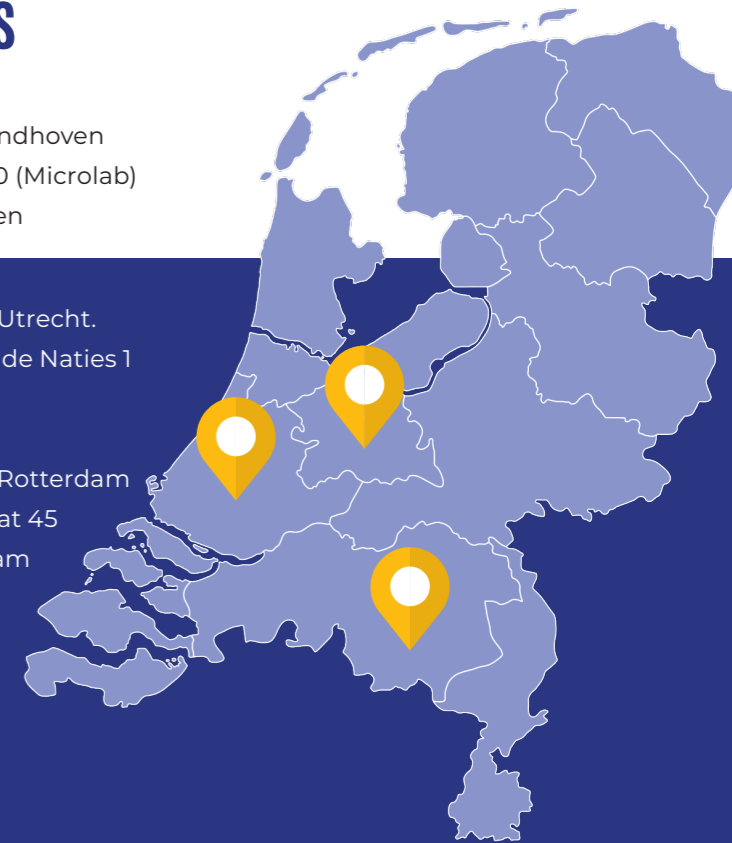 S
ndhoven
0 (Microlab)
en
Utrecht.
de Naties 1
Rotterdam
at 45
am